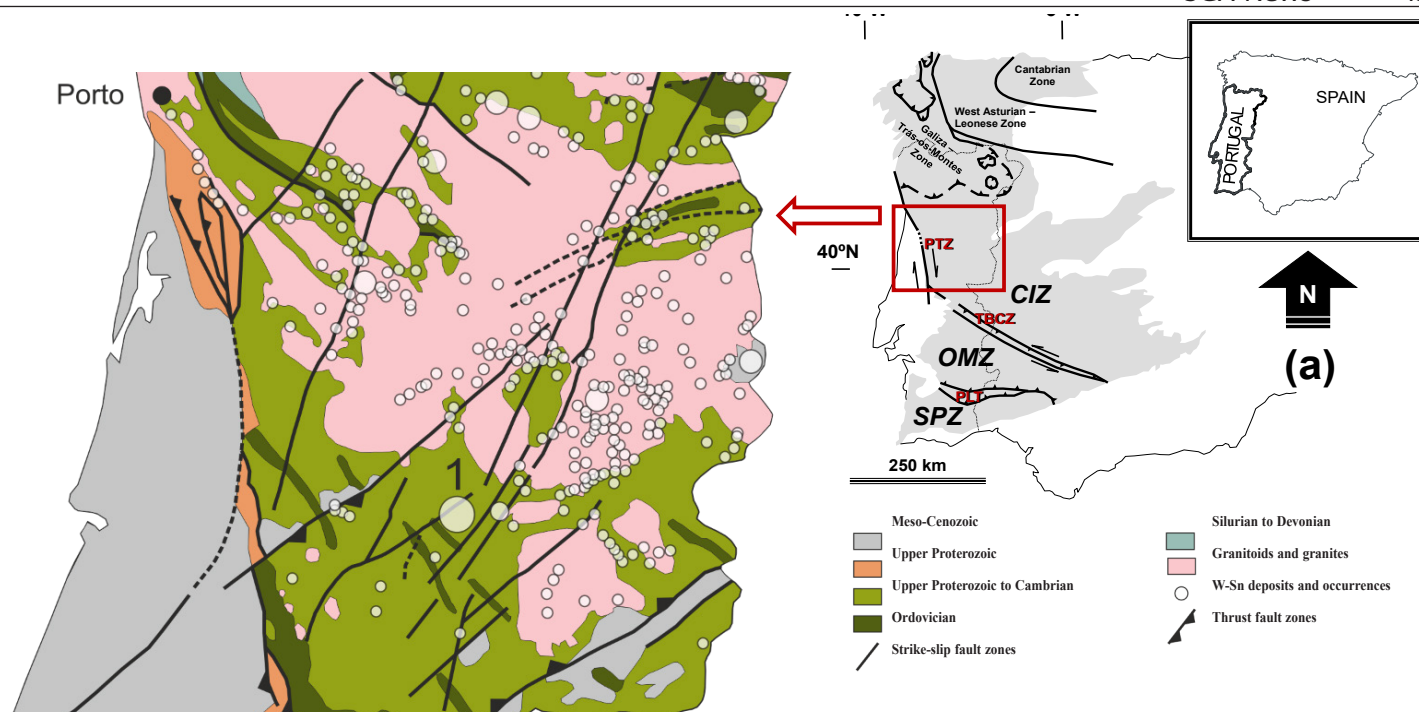 Porto
1
Cantabrian
Zone
West Asturian –
Leonese Zone
Galiza –
Trás-os-Montes
Zone
40ºN
PTZ
CIZ
TBCZ
OMZ
PLT
SPZ
250 km
PORTUGAL
SPAIN
N
(a)
Meso-Cenozoic
Upper Proterozoic
Upper Proterozoic to Cambrian
Ordovician
Strike-slip fault zones
Silurian to Devonian
Granitoids and granites
W-Sn deposits and occurrences
Thrust fault zones